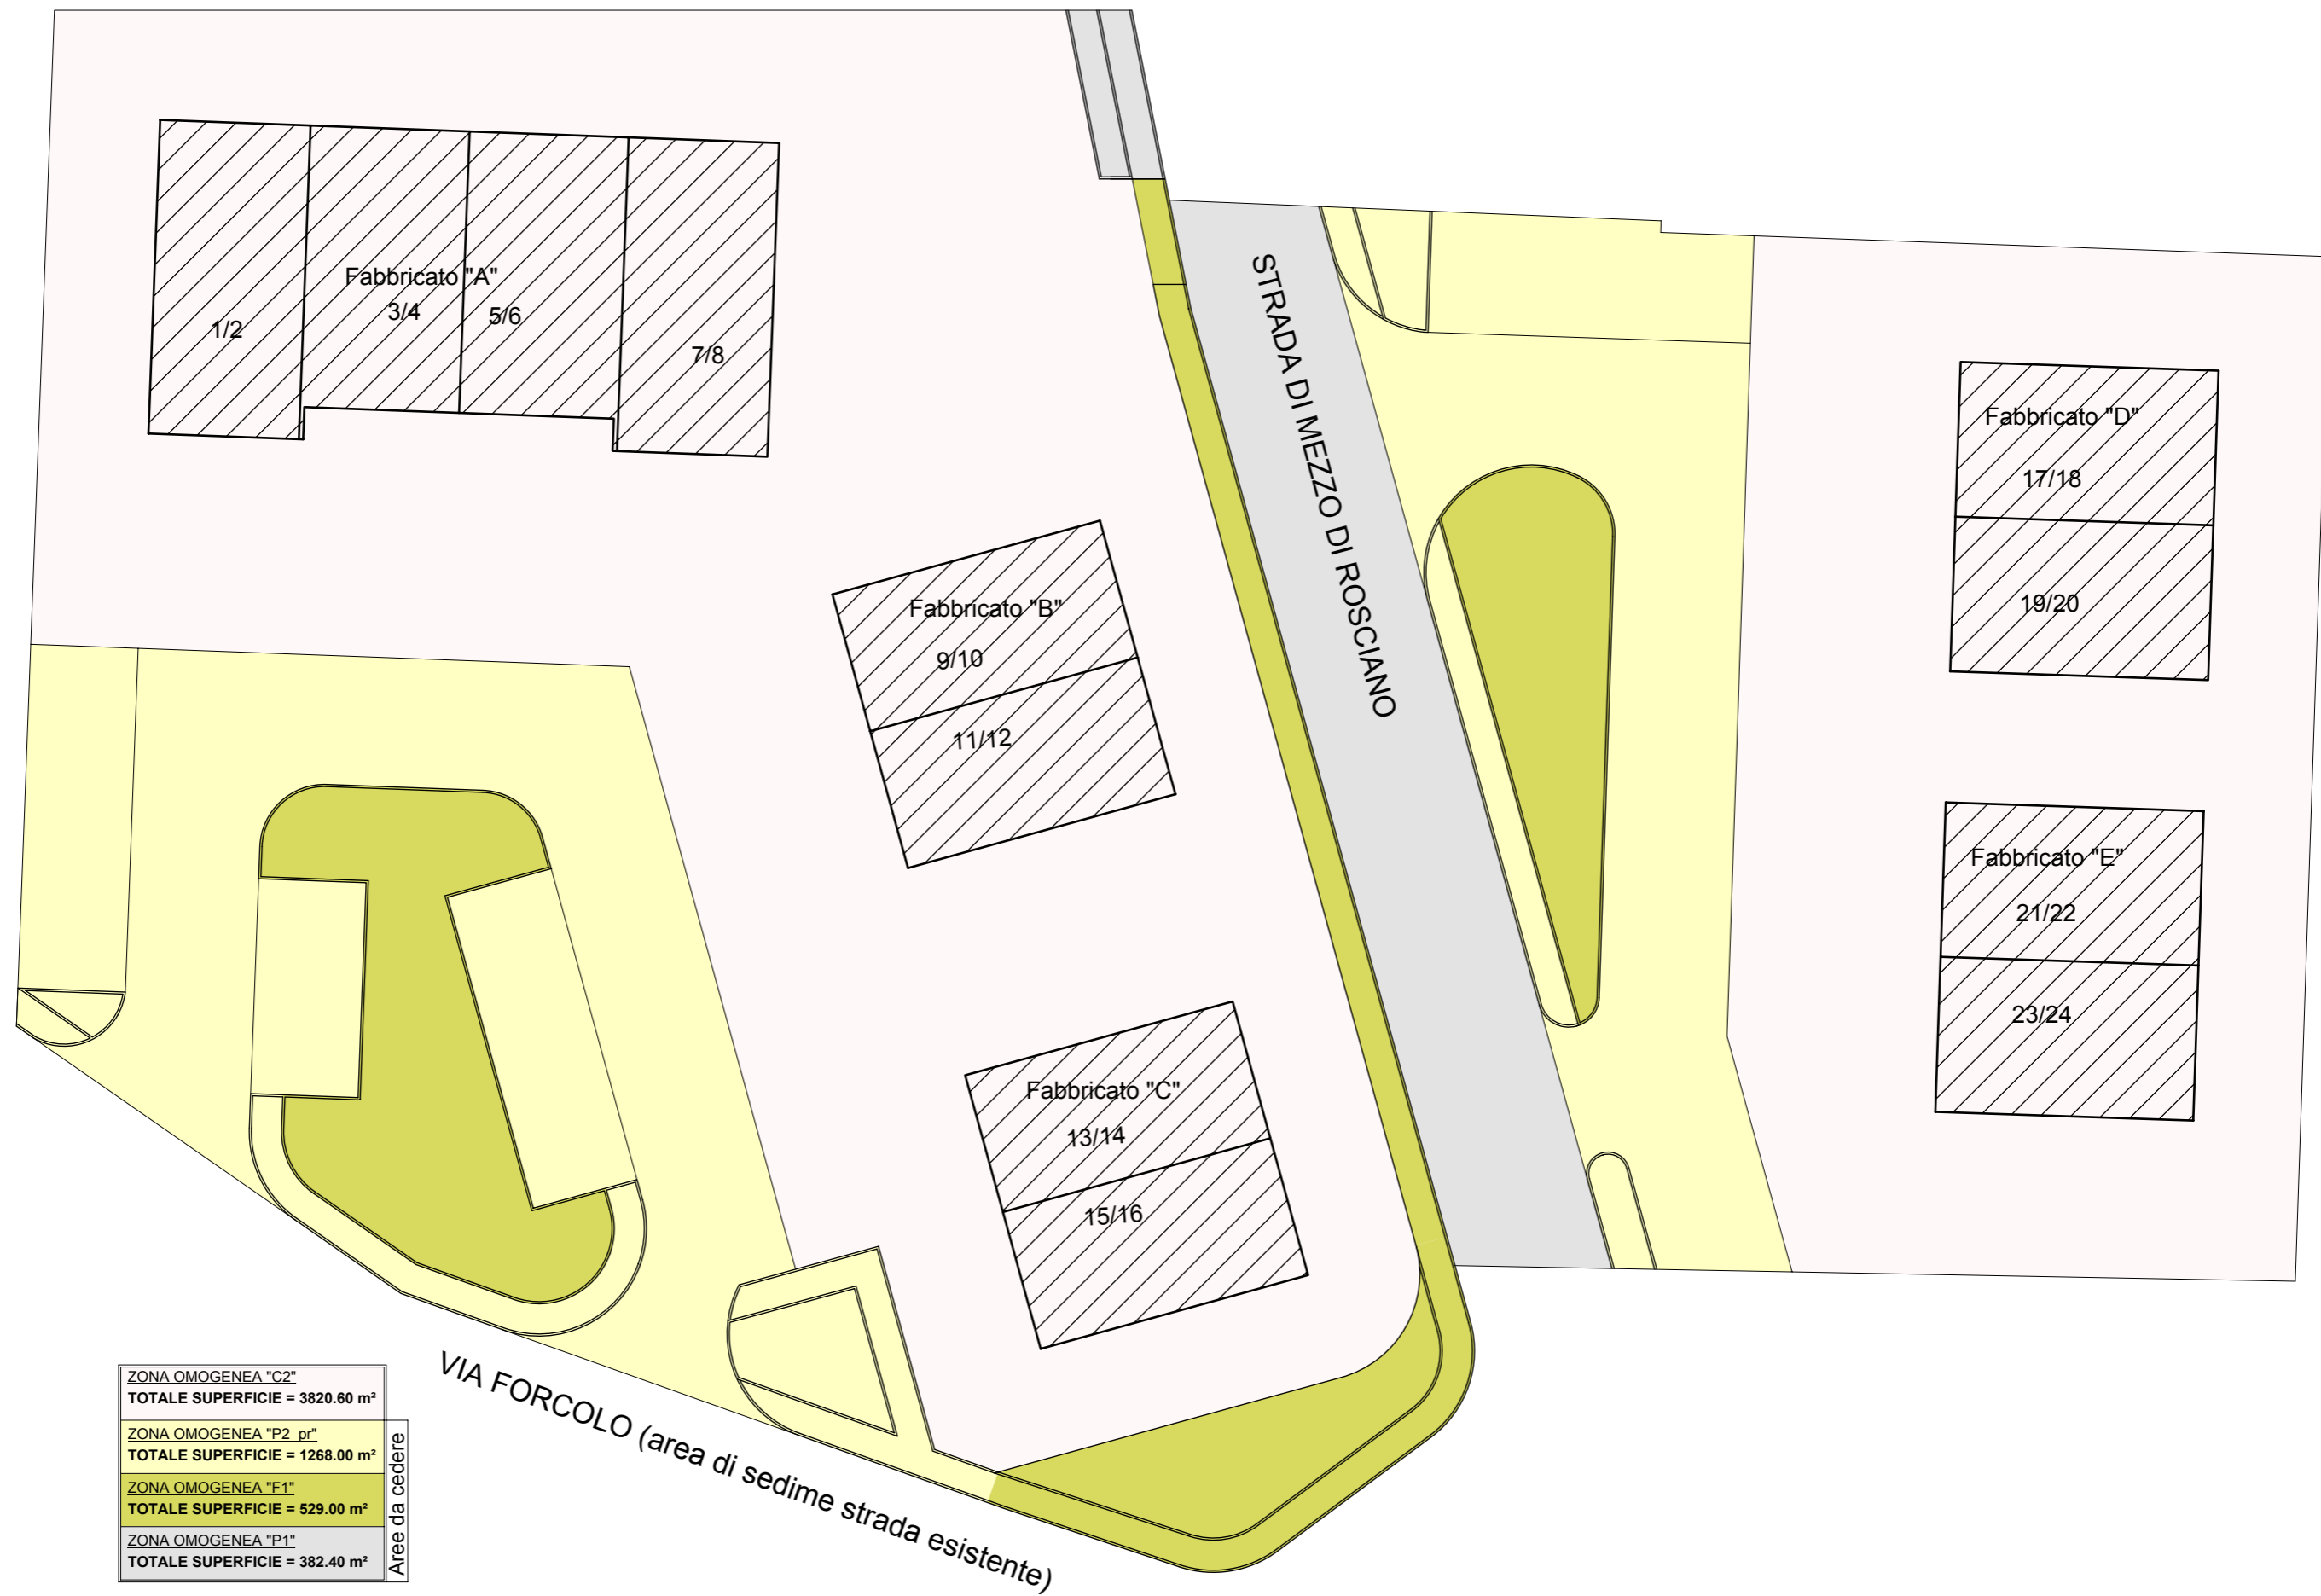 Fabbricato "A"
1/2
3/4
5/6
7/8
STRADA DI MEZZO DI ROSCIANO
Fabbricato "D"
17/18
19/20
Fabbricato "B"
9/10
11/12
Fabbricato "E"
21/22
23/24
Fabbricato "C"
13/14
15/16
VIA FORCOLO (area di sedime strada esistente)
ZONA OMOGENEA "C2"
TOTALE SUPERFICIE = 3820.60 m²
ZONA OMOGENEA "P2_pr"
TOTALE SUPERFICIE = 1268.00 m²
ZONA OMOGENEA "F1"
TOTALE SUPERFICIE = 529.00 m²
ZONA OMOGENEA "P1"
TOTALE SUPERFICIE = 382.40 m²
Aree da cedere